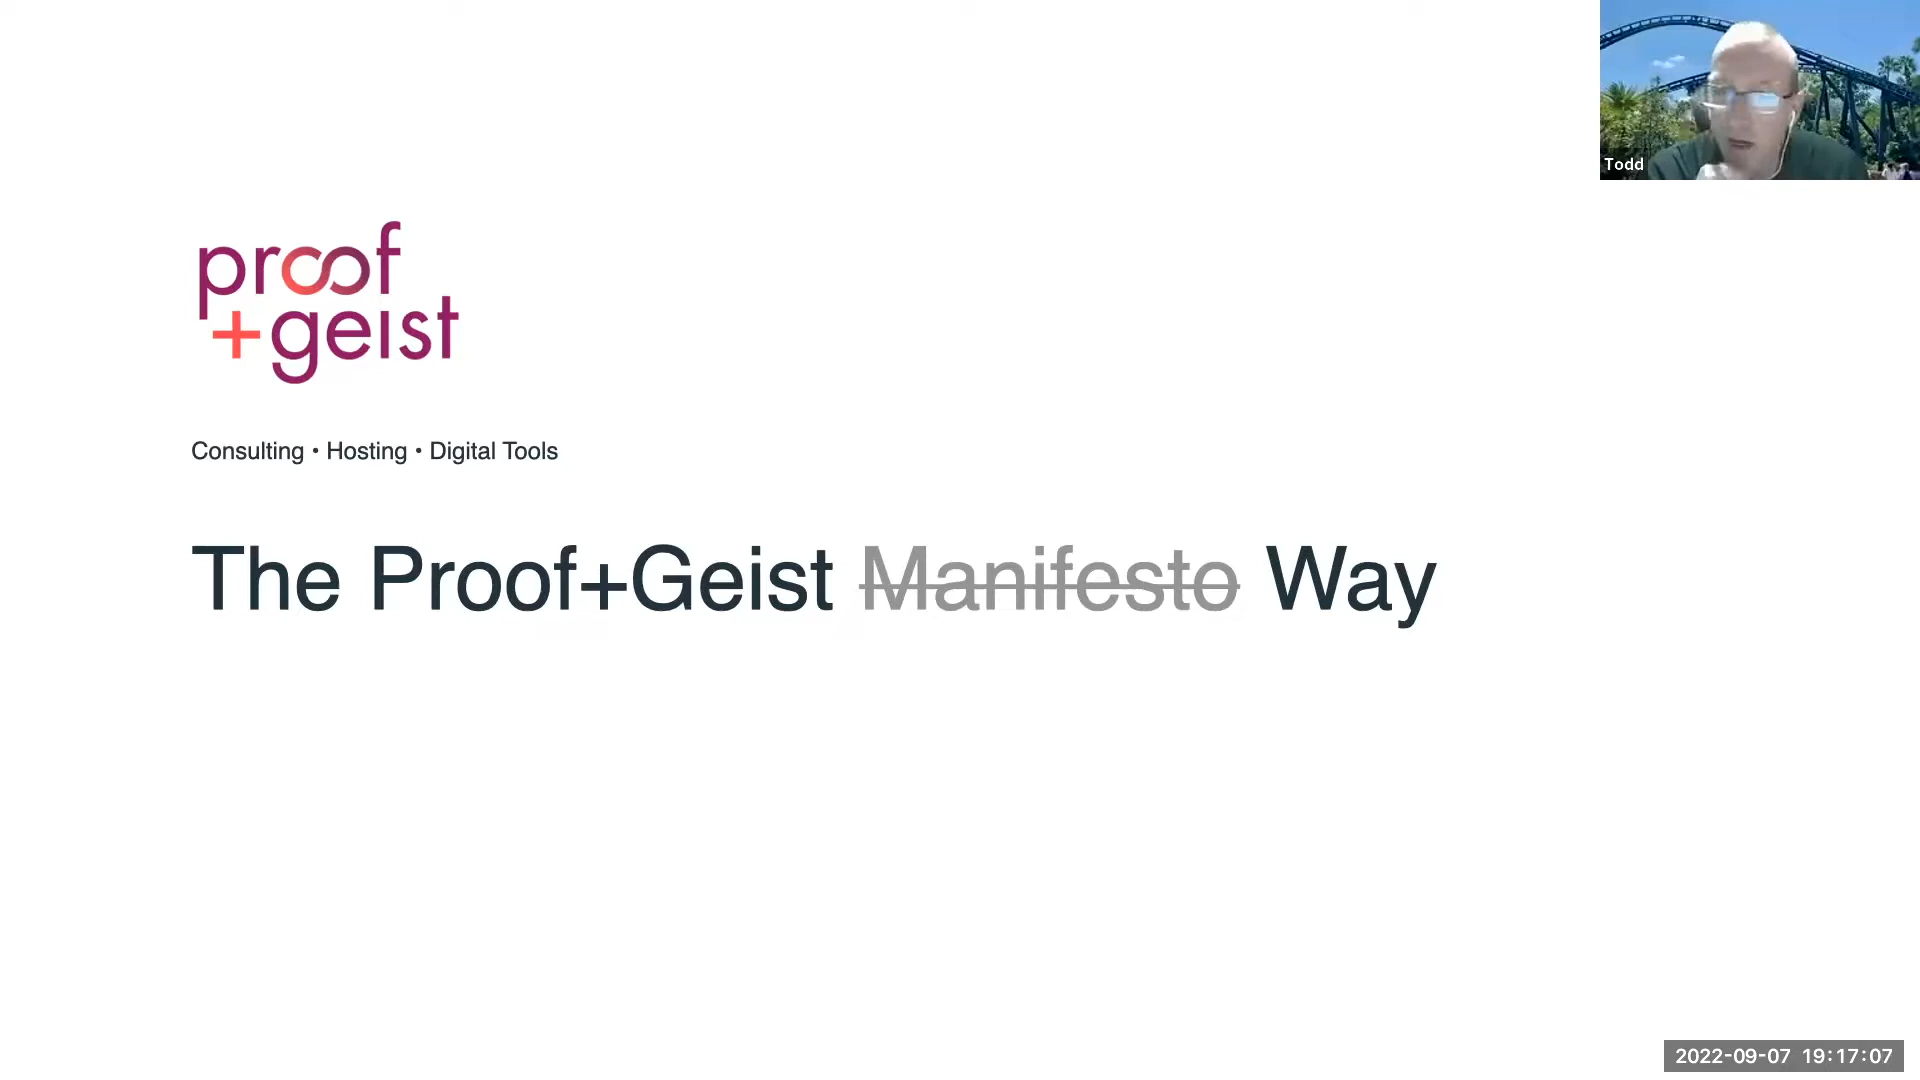 Todd
proof
+geist
Consulting • Hosting • Digital Tools
The Proof+Geist Manifesto Way
2022-09-07 19:17:07